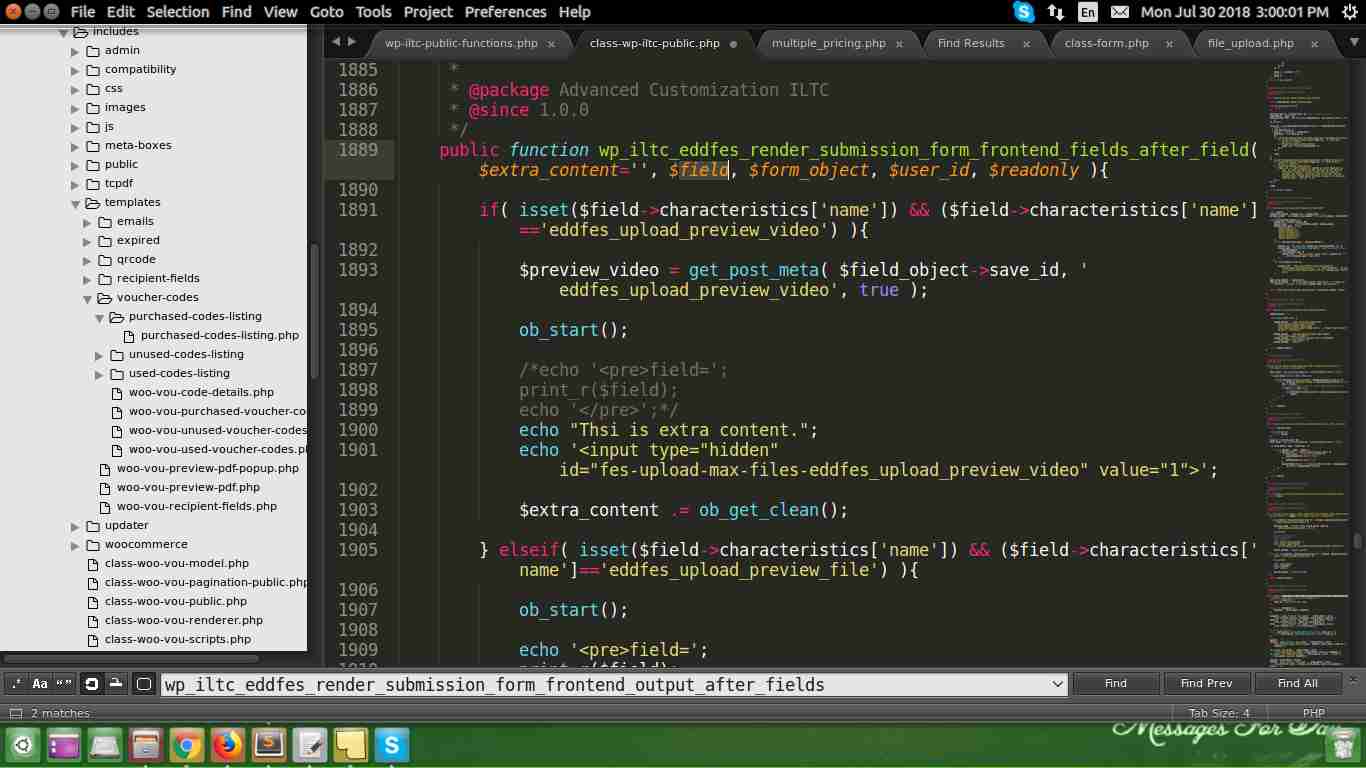 File Edit Selection Find View Goto Tools Project Preferences Help
En Mon Jul 30 2018 3:00:01 PM
includes
admin
compatibility
css
images
js
meta-boxes
public
tcpdf
templates
emails
expired
qrcode
recipient-fields
voucher-codes
purchased-codes-listing
purchased-codes-listing.php
unused-codes-listing
used-codes-listing
woo-vou-code-details.php
woo-vou-purchased-voucher-co
woo-vou-unused-voucher-codes
woo-vou-used-voucher-codes.p
woo-vou-preview-pdf-popup.php
woo-vou-preview-pdf.php
woo-vou-recipient-fields.php
updater
woocommerce
class-woo-vou-model.php
class-woo-vou-pagination-public.php
class-woo-vou-public.php
class-woo-vou-renderer.php
class-woo-vou-scripts.php
wp-iltc-public-functions.php class-wp-iltc-public.php multiple_pricing.php Find Results class-form.php file_upload.php
1885 *
1886 * @package Advanced Customization ILTC
1887 * @since 1.0.0
1888 */
1889 public function wp_iltc_eddfes_render_submission_form_frontend_fields_after_field(
$extra_content='', $field, $form_object, $user_id, $readonly ){
1890
1891 if( isset($field->characteristics['name']) && ($field->characteristics['name']
=='eddfes_upload_preview_video') ){
1892
1893 $preview_video = get_post_meta( $field_object->save_id, '
eddfes_upload_preview_video', true );
1894
1895 ob_start();
1896
1897 /*echo '<pre>field=';
1898 print_r($field);
1899 echo '</pre>';*/
1900 echo "Thsi is extra content.";
1901 echo '<input type="hidden"
id="fes-upload-max-files-eddfes_upload_preview_video" value="1">';
1902
1903 $extra_content .= ob_get_clean();
1904
1905 } elseif( isset($field->characteristics['name']) && ($field->characteristics['
name']=='eddfes_upload_preview_file') ){
1906
1907 ob_start();
1908
1909 echo '<pre>field=';
1910 print_r($field);
.* Aa “” wp_iltc_eddfes_render_submission_form_frontend_output_after_fields Find Find Prev Find All
2 matches Tab Size: 4 PHP
Messages For Day